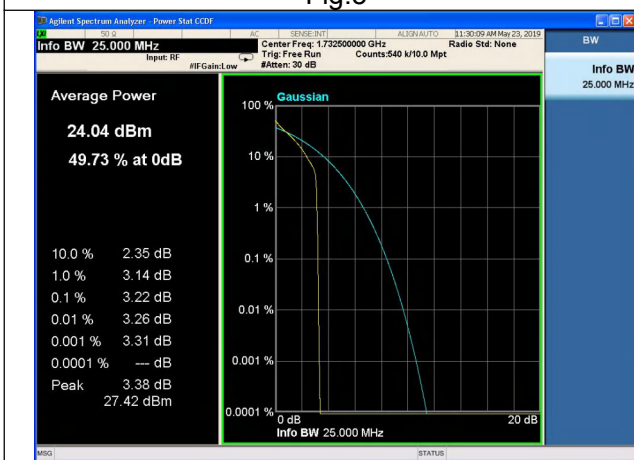 Agilent Spectrum Analyzer - Power Stat CCDF
50 Ω AC SENSE:INT ALIGN AUTO 11:30:09 AM May 23, 2019
Info BW 25.000 MHz
Input: RF
#IFGain:Low
Center Freq: 1.732500000 GHz
Trig: Free Run Counts:540 k/10.0 Mpt
#Atten: 30 dB
Radio Std: None
BW
Info BW
25.000 MHz
Average Power
24.04 dBm
49.73 % at 0dB
10.0 % 2.35 dB
1.0 % 3.14 dB
0.1 % 3.22 dB
0.01 % 3.26 dB
0.001 % 3.31 dB
0.0001 % --- dB
Peak 3.38 dB
27.42 dBm
Gaussian
100 %
10 %
1 %
0.1 %
0.01 %
0.001 %
0.0001 %
0 dB 20 dB
Info BW 25.000 MHz
MSG STATUS